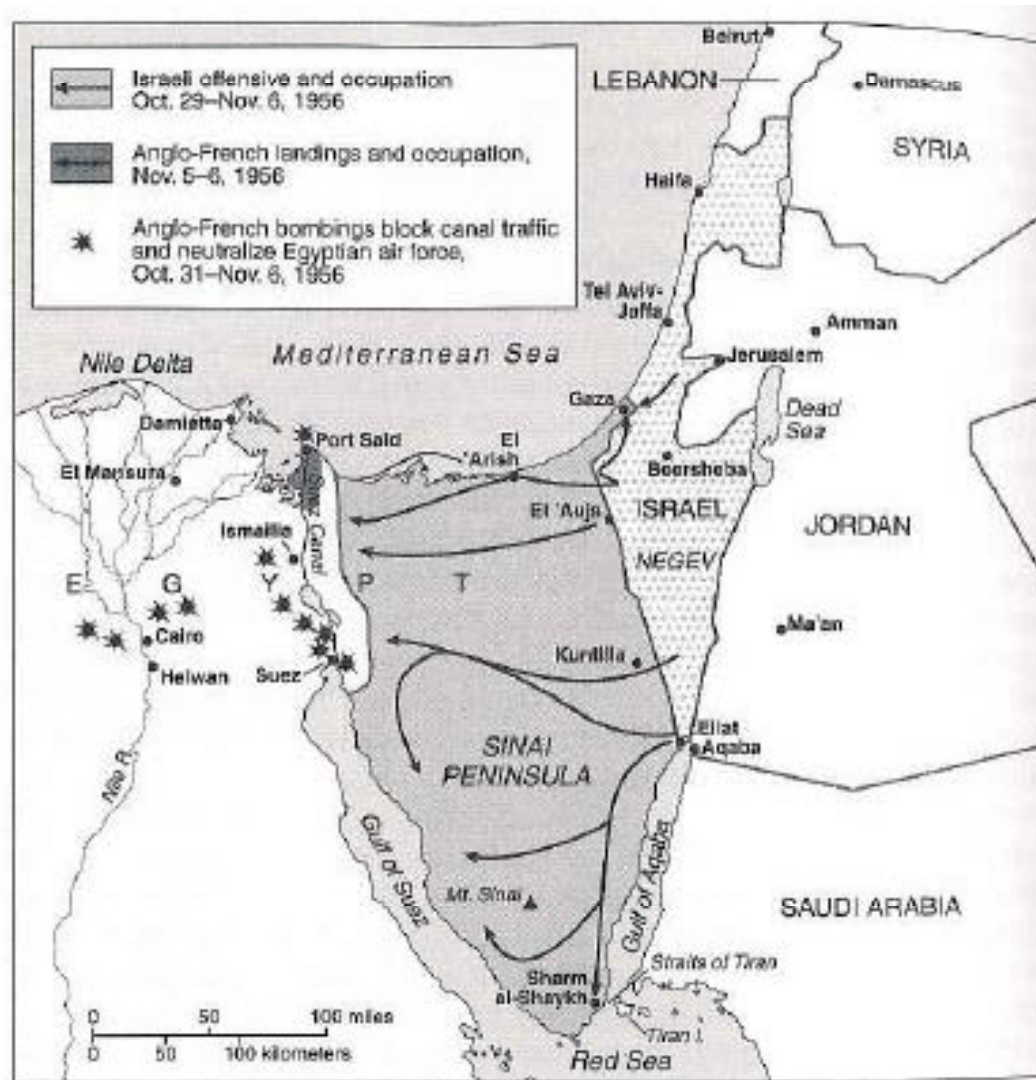 Israeli offensive and occupation
Oct. 29–Nov. 6, 1956
Anglo-French landings and occupation,
Nov. 5–6, 1956
Anglo-French bombings block canal traffic
and neutralize Egyptian air force,
Oct. 31–Nov. 6, 1956
Beirut
LEBANON
Damascus
SYRIA
Haifa
Tel Aviv-
Jaffa
Amman
Jerusalem
Mediterranean Sea
Nile Delta
Gaza
Dead
Sea
Damietta
Port Said
El
'Arish
El Mansura
Beersheba
Suez Canal
El 'Auja
ISRAEL
JORDAN
Ismailia
NEGEV
E G Y P T
Cairo
Ma'an
Helwan
Suez
Kuntilla
Eilat
Aqaba
SINAI
PENINSULA
Nile R.
Gulf of Suez
Gulf of Aqaba
Mt. Sinai
SAUDI ARABIA
Straits of Tiran
Sharm
al-Shaykh
Tiran I.
Red Sea
0 50 100 miles
0 50 100 kilometers